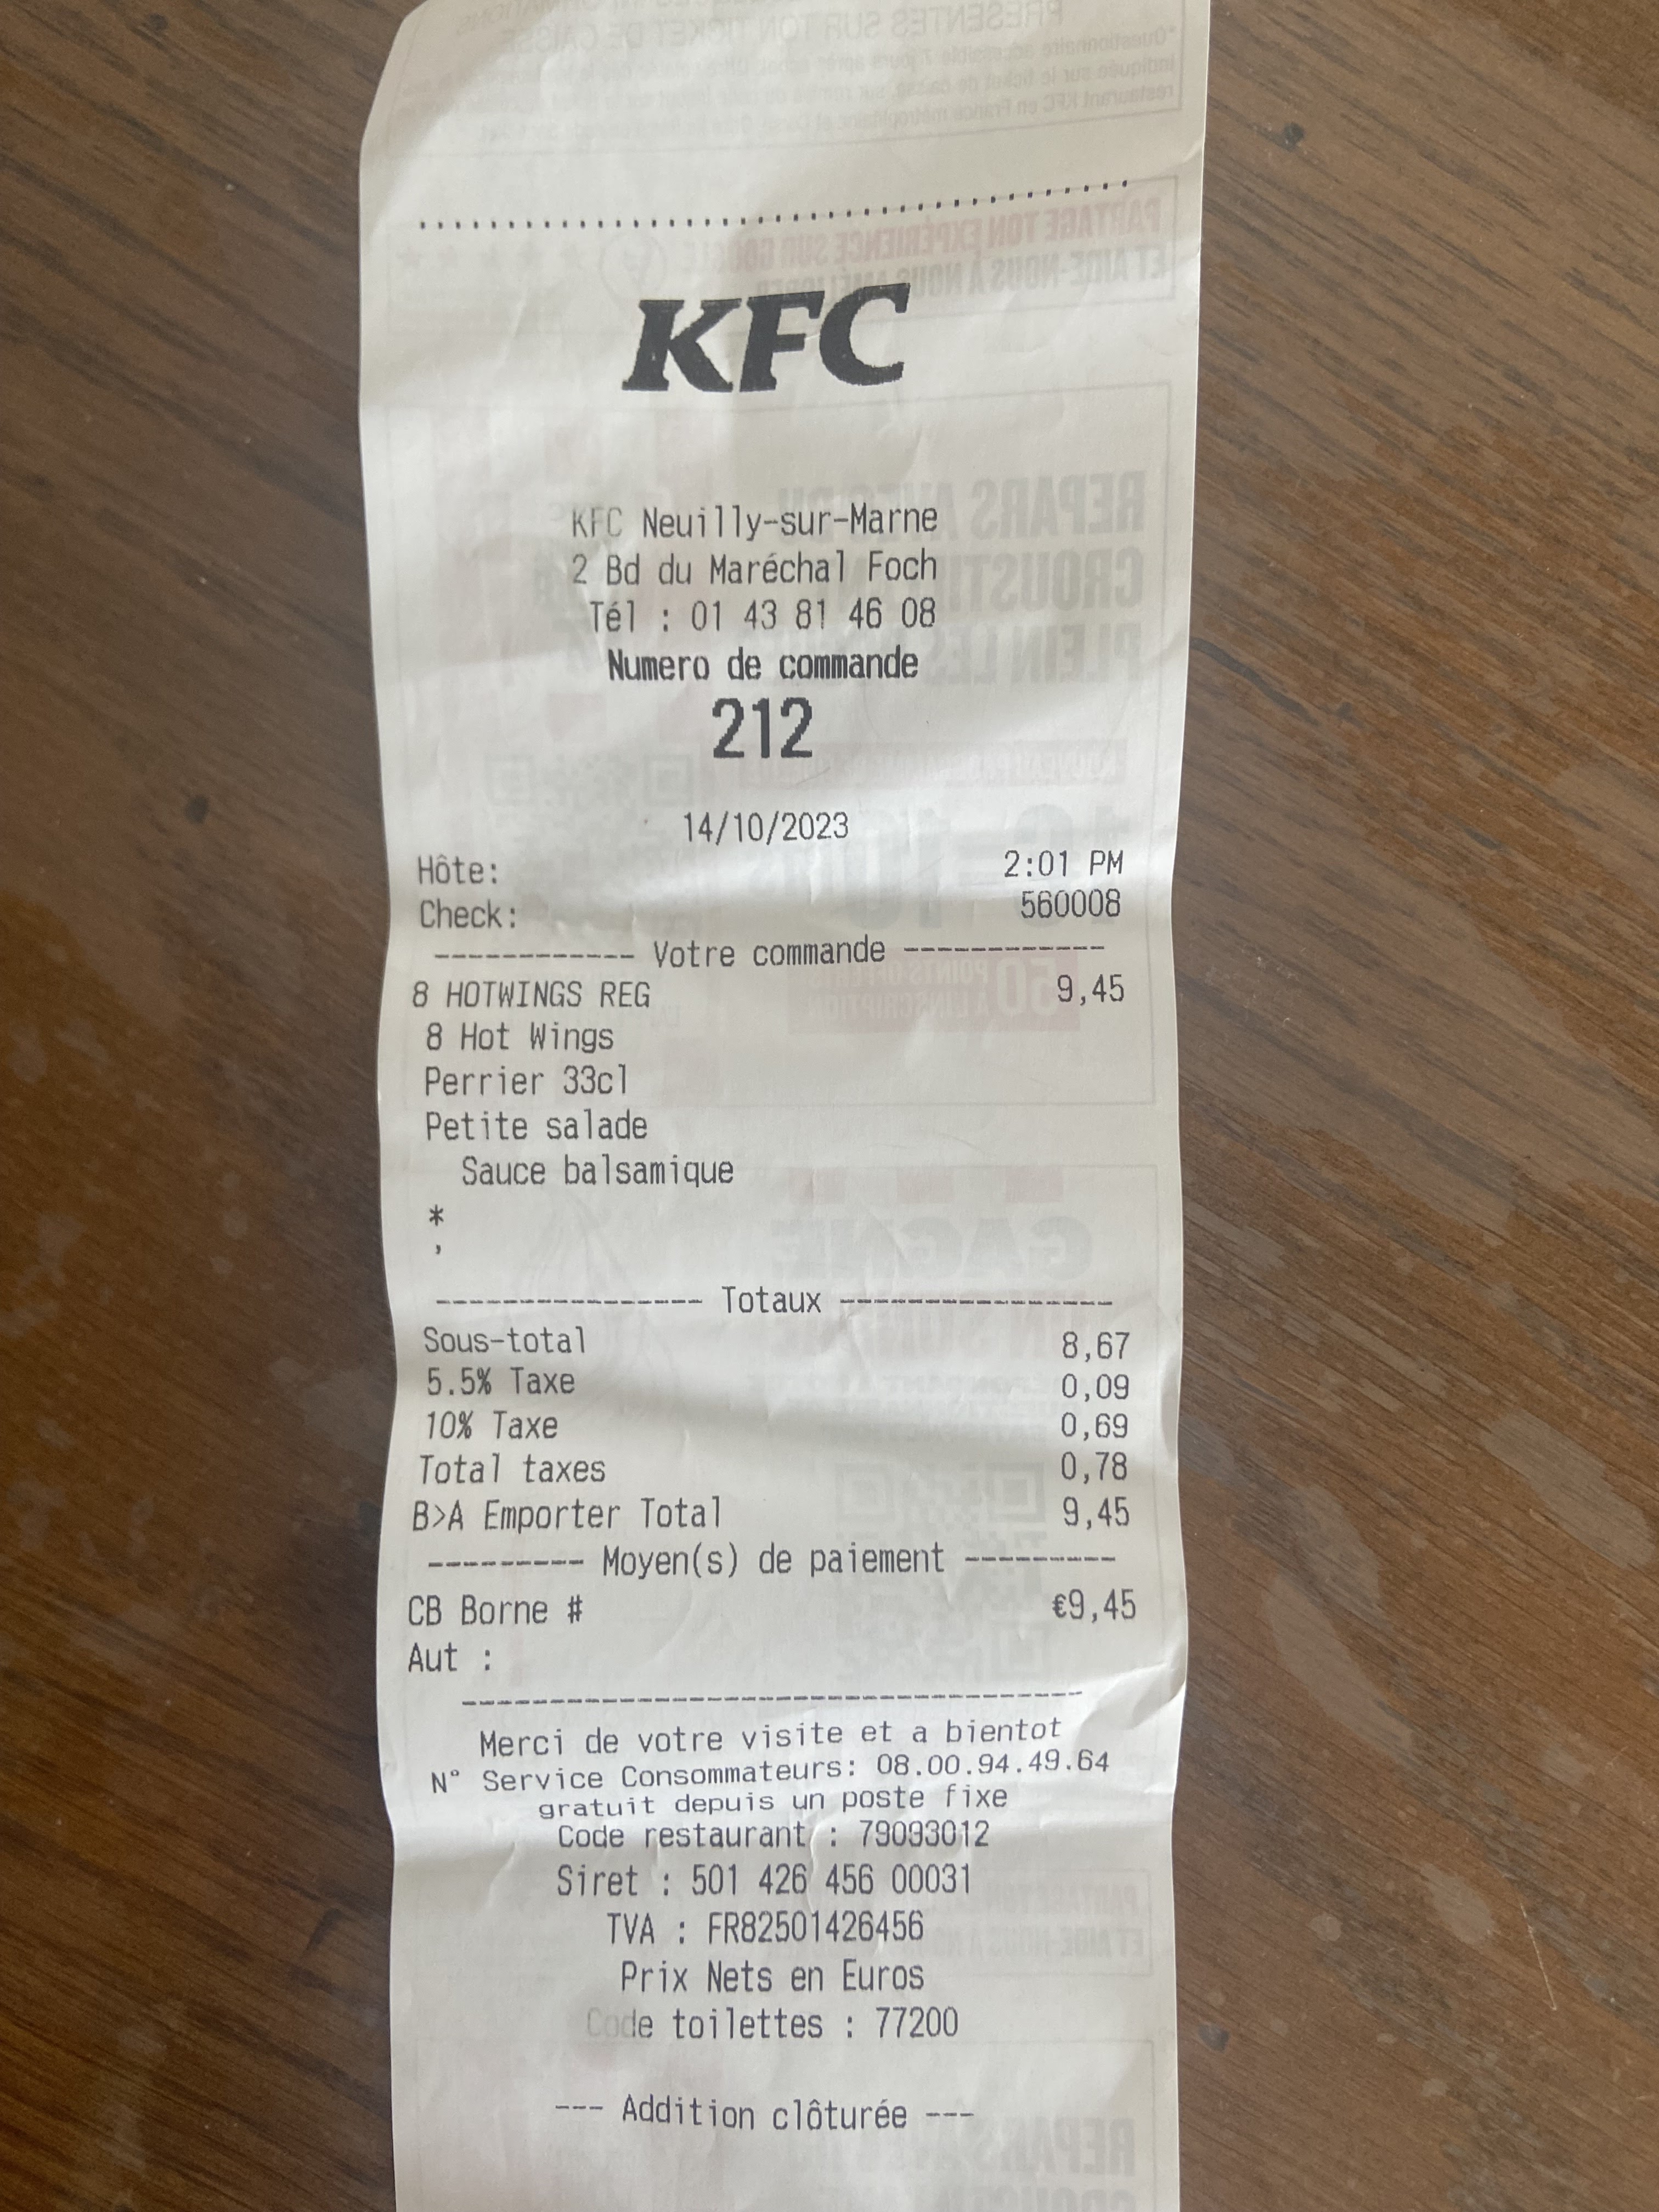 KFC
KFC Neuilly-sur-Marne
2 Bd du Maréchal Foch
Tél : 01 43 81 46 08
Numero de commande
212
14/10/2023
Hôte: 2:01 PM
Check: 560008
------------ Votre commande ------------
8 HOTWINGS REG 9,45
8 Hot Wings
Perrier 33cl
Petite salade
Sauce balsamique
*
,
---------------- Totaux ----------------
Sous-total 8,67
5.5% Taxe 0,09
10% Taxe 0,69
Total taxes 0,78
B>A Emporter Total 9,45
--------- Moyen(s) de paiement ---------
CB Borne # €9,45
Aut :
Merci de votre visite et a bientot
N° Service Consommateurs: 08.00.94.49.64
gratuit depuis un poste fixe
Code restaurant : 79093012
Siret : 501 426 456 00031
TVA : FR82501426456
Prix Nets en Euros
Code toilettes : 77200
--- Addition clôturée ---